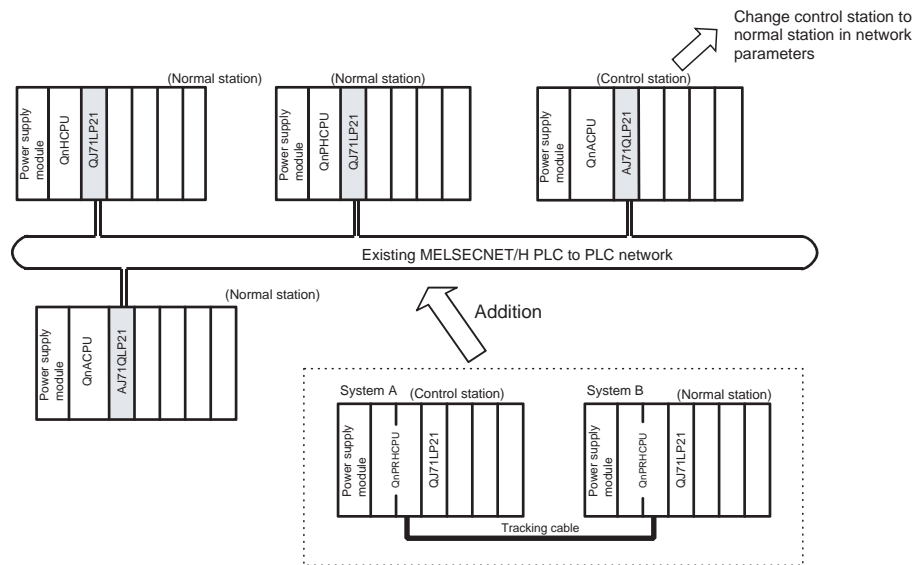 Change control station to
normal station in network
parameters
(Normal station)
Power supply
module
QnHCPU
QJ71LP21
(Normal station)
Power supply
module
QnPHCPU
QJ71LP21
(Control station)
Power supply
module
QnACPU
AJ71QLP21
Existing MELSECNET/H PLC to PLC network
(Normal station)
Power supply
module
QnACPU
AJ71QLP21
Addition
System A (Control station)
Power supply
module
QnPRHCPU
QJ71LP21
System B (Normal station)
Power supply
module
QnPRHCPU
QJ71LP21
Tracking cable